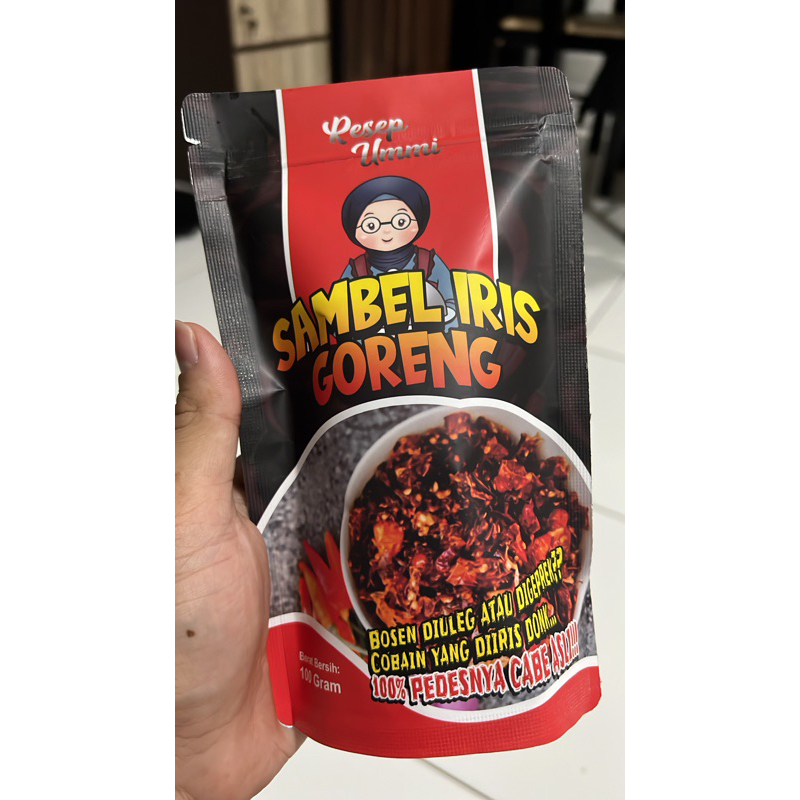 Resep
Ummi
SAMBEL IRIS
GORENG
BOSEN DIULEG ATAU DIGEPREK??
COBAIN YANG DIIRIS DONK...
100% PEDESNYA CABE ASLI!!!
Berat Bersih:
100 Gram